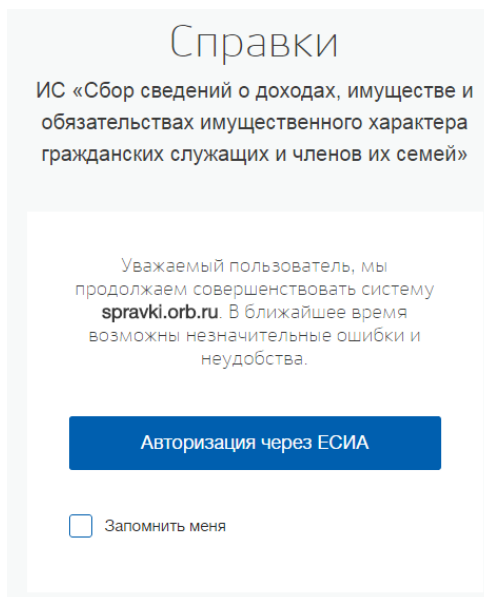 Справки
ИС «Сбор сведений о доходах, имуществе и
обязательствах имущественного характера
гражданских служащих и членов их семей»
Уважаемый пользователь, мы
продолжаем совершенствовать систему
spravki.orb.ru. В ближайшее время
возможны незначительные ошибки и
неудобства.
Авторизация через ЕСИА
Запомнить меня